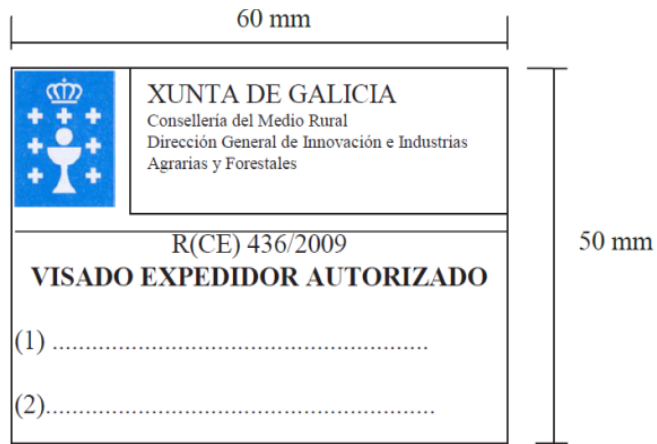 60 mm
XUNTA DE GALICIA
Consellería del Medio Rural
Dirección General de Innovación e Industrias
Agrarias y Forestales
50 mm
R(CE) 436/2009
VISADO EXPEDIDOR AUTORIZADO
(1) ........................................................
(2)..........................................................